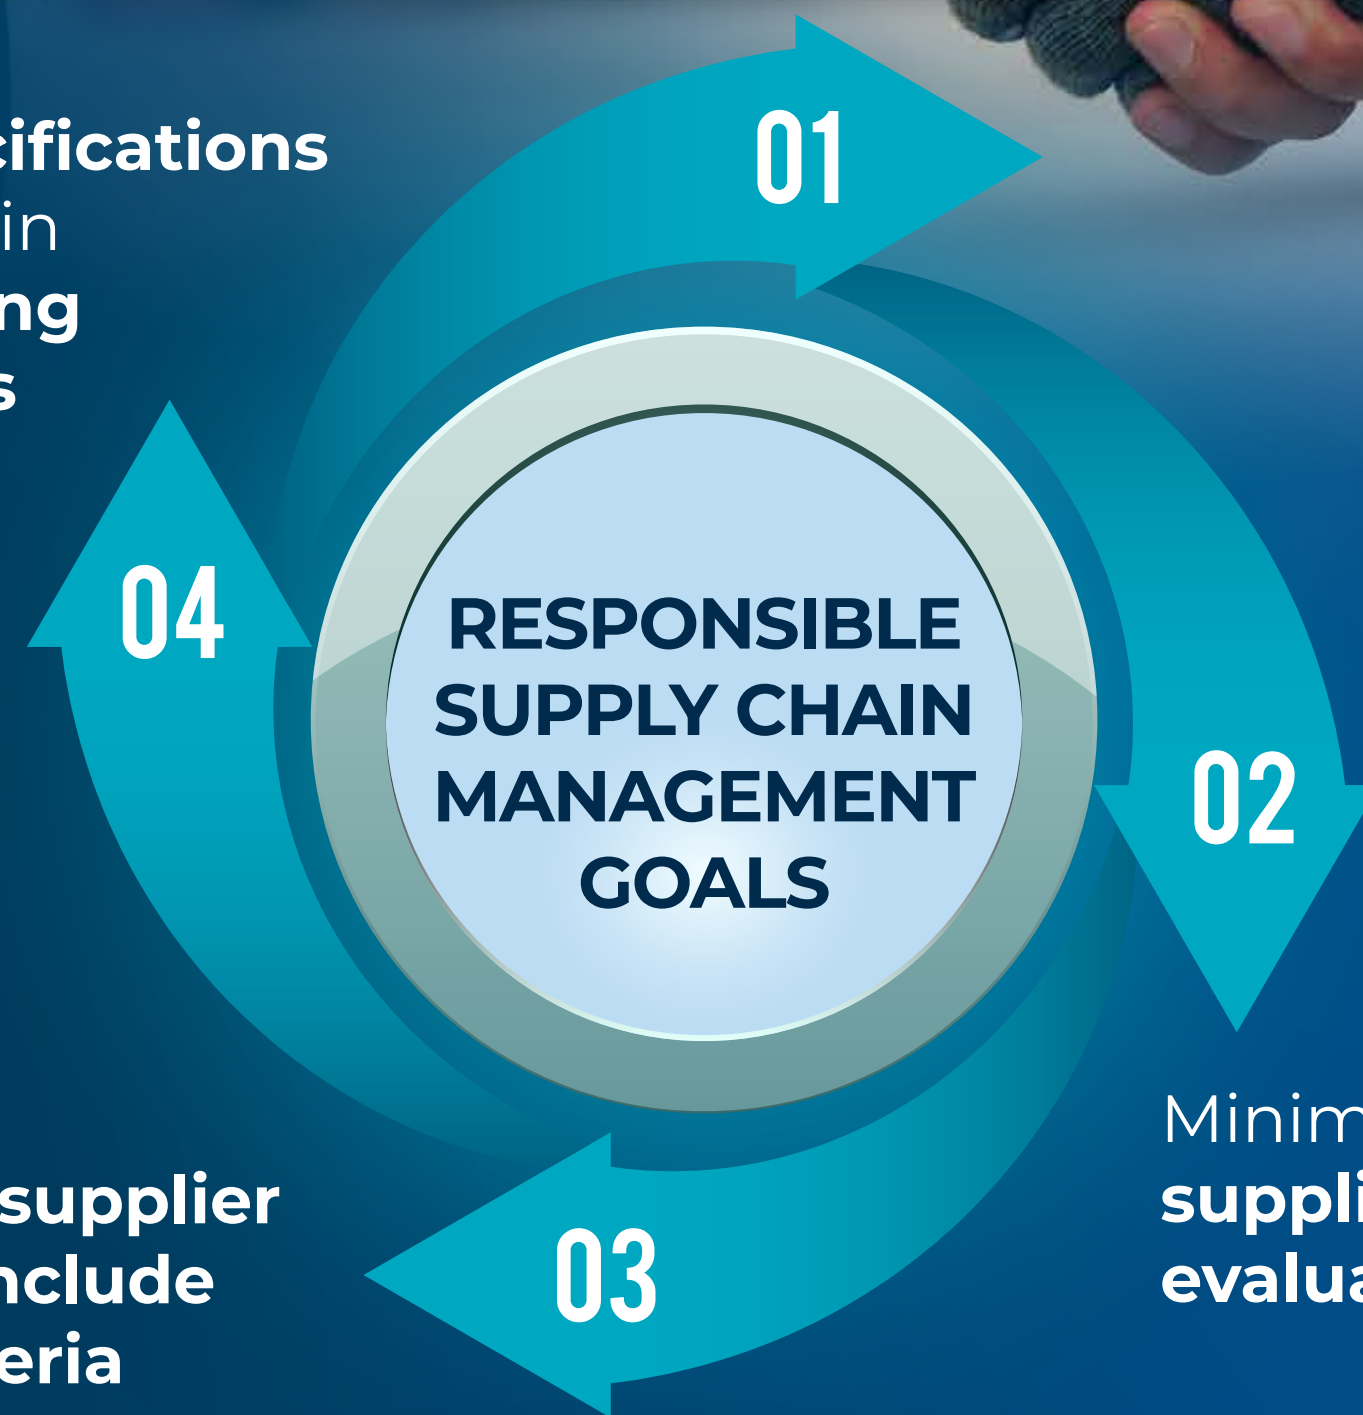 01
cifications
in
ng
s
04
RESPONSIBLE
SUPPLY CHAIN
MANAGEMENT
GOALS
02
Minim
suppli
evalua
supplier
nclude
eria
03